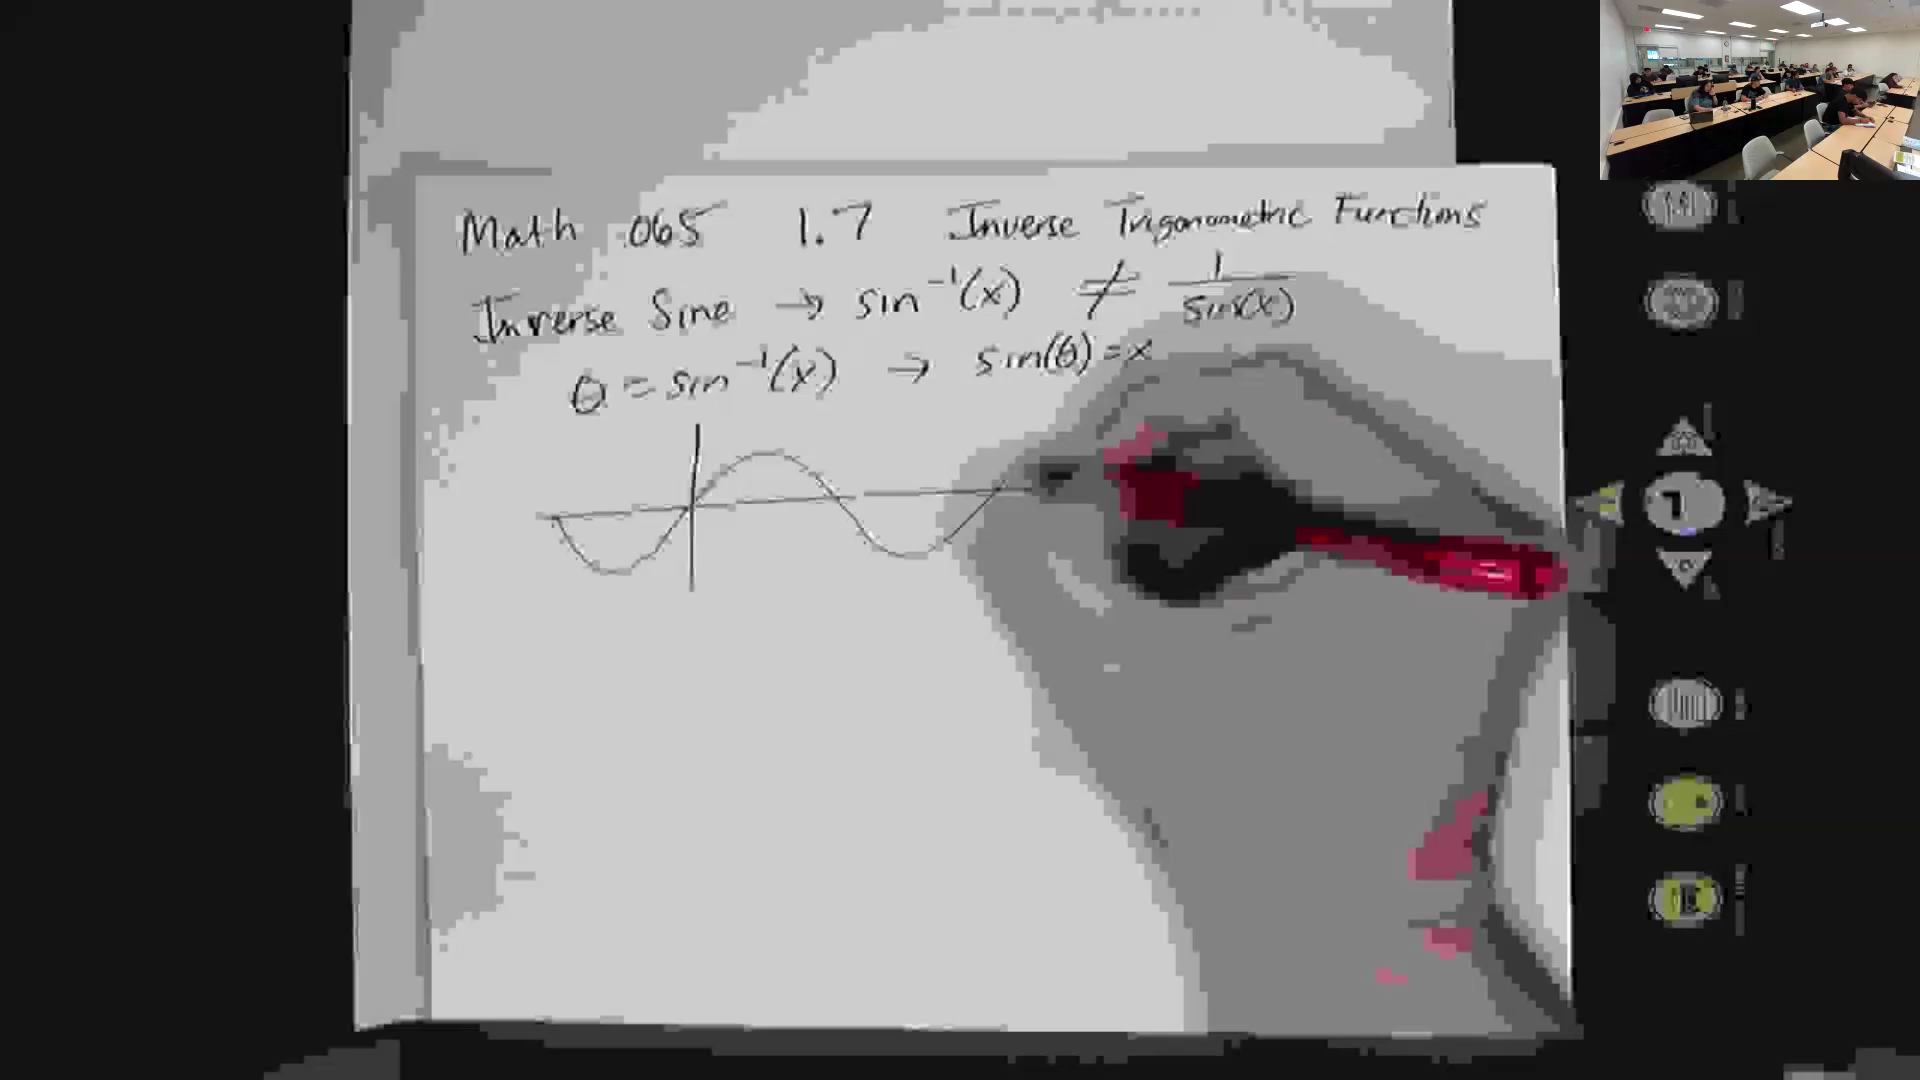 Math 065 1.7 Inverse Trigonometric Functions
Inverse Sine → sin⁻¹(x) ≠ 1/sin(x)
θ = sin⁻¹(x) → sin(θ) = x